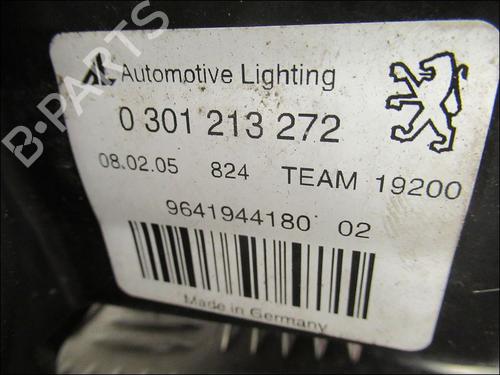 B-PARTS
Automotive Lighting
0 301 213 272
08.02.05 824 TEAM 19200
9641944180 02
Made in Germany